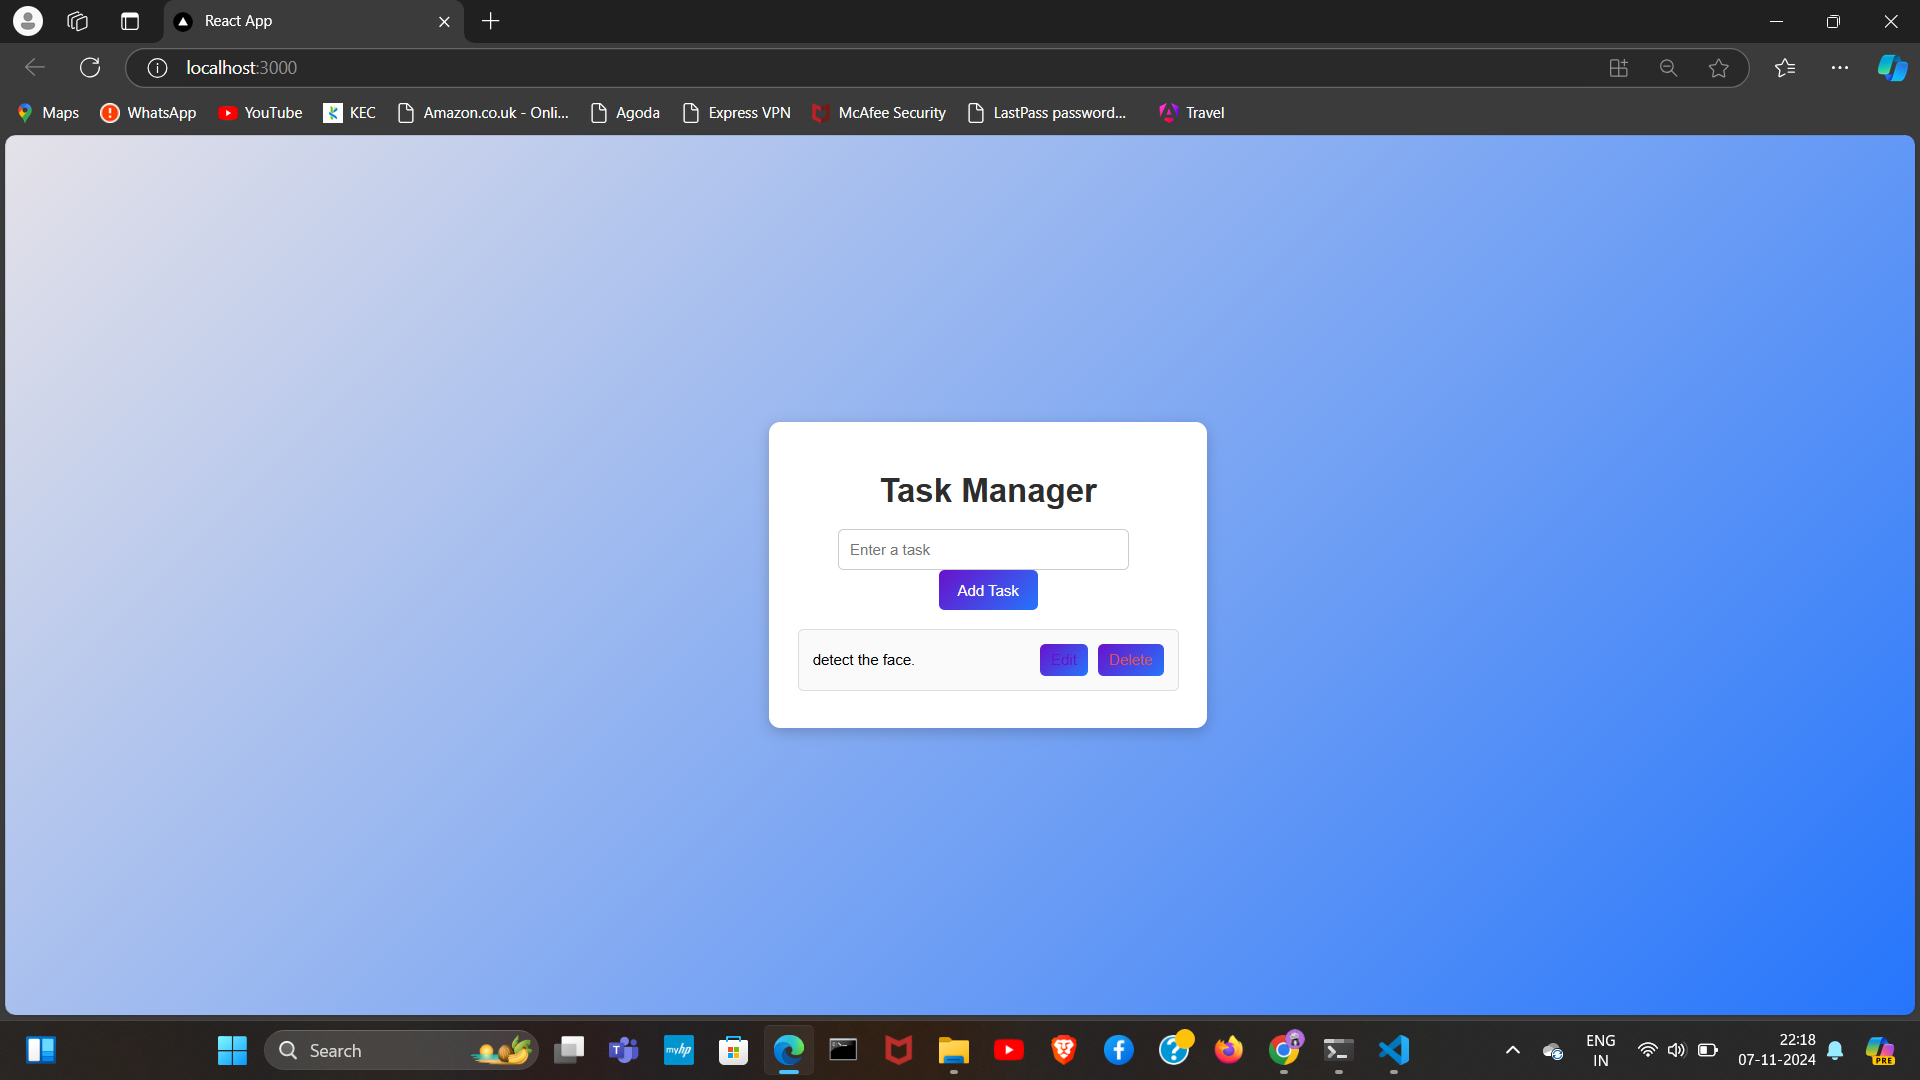 React App
localhost:3000
Maps WhatsApp YouTube KEC Amazon.co.uk - Onli... Agoda Express VPN McAfee Security LastPass password... Travel
Task Manager
Enter a task
Add Task
detect the face. Edit Delete
Search
myhp
ENG
IN
22:18
07-11-2024
PRE